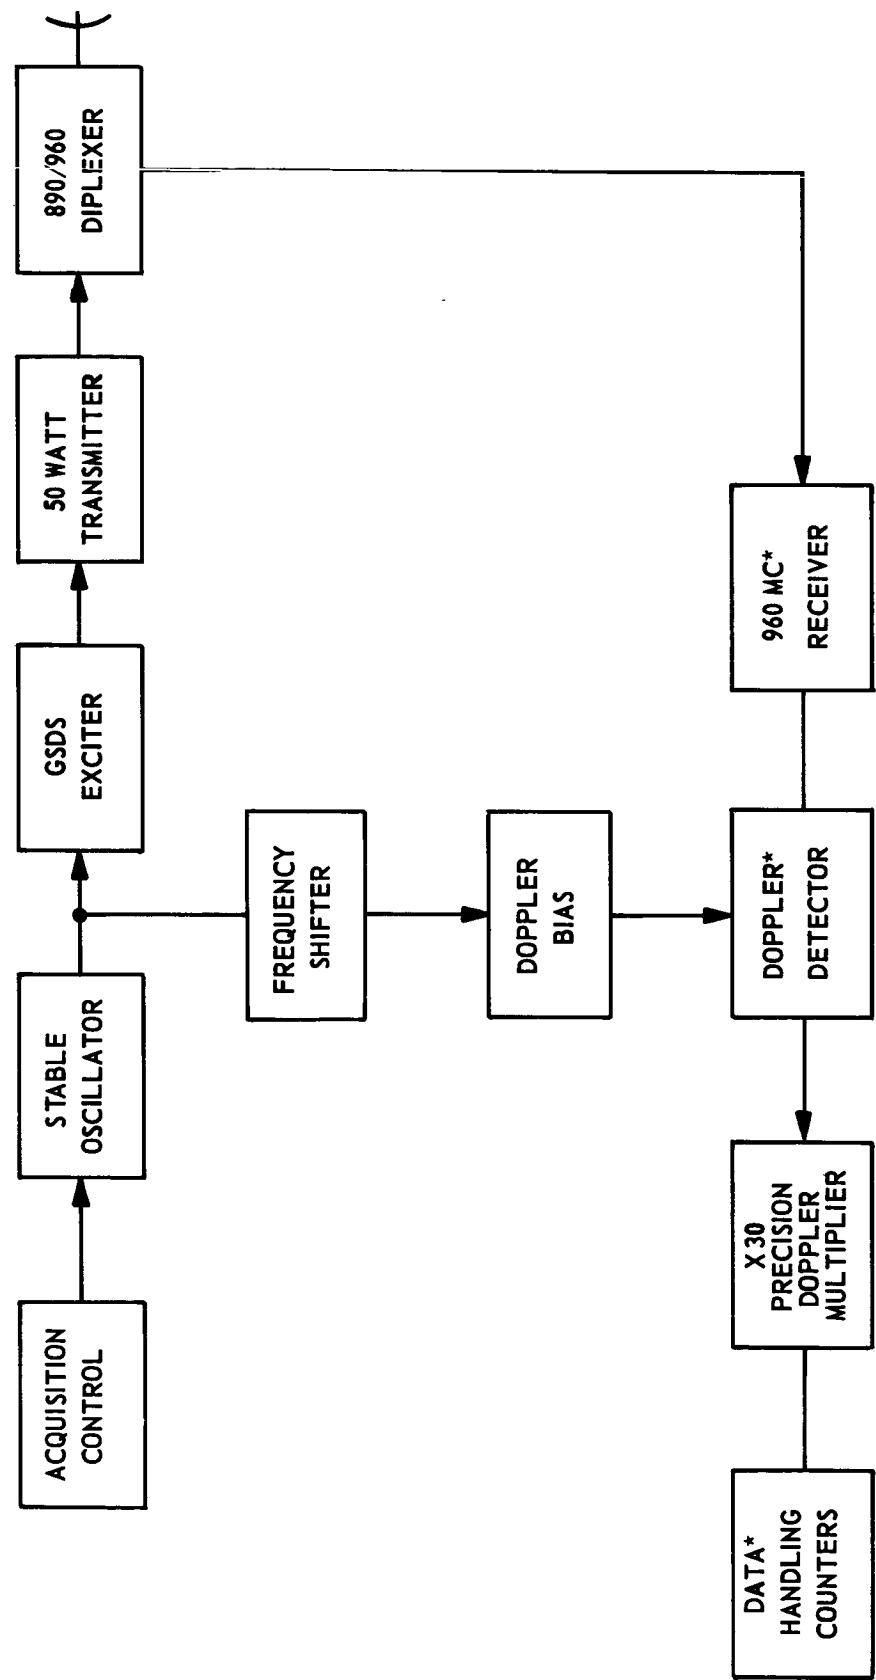 ACQUISITION
CONTROL
STABLE
OSCILLATOR
GSDS
EXCITER
50 WATT
TRANSMITTER
890/960
DIPLEXER
FREQUENCY
SHIFTER
DOPPLER
BIAS
DATA*
HANDLING
COUNTERS
X 30
PRECISION
DOPPLER
MULTIPLIER
DOPPLER*
DETECTOR
960 MC*
RECEIVER